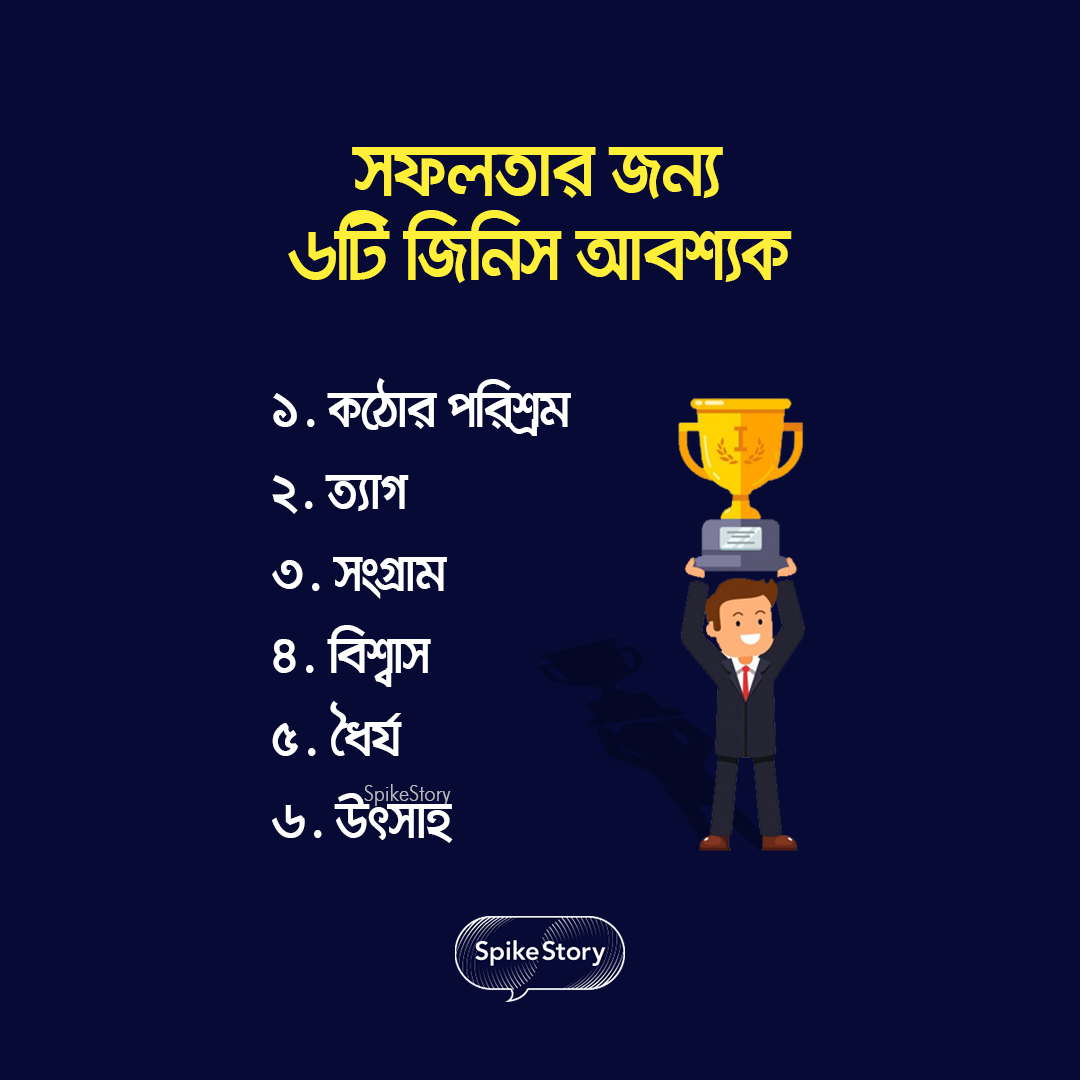 সফলতার জন্য
৬টি জিনিস আবশ্যক
১. কঠোর পরিশ্রম
২. ত্যাগ
৩. সংগ্রাম
৪. বিশ্বাস
৫. ধৈর্য
SpikeStory
৬. উৎসাহ
I
SpikeStory